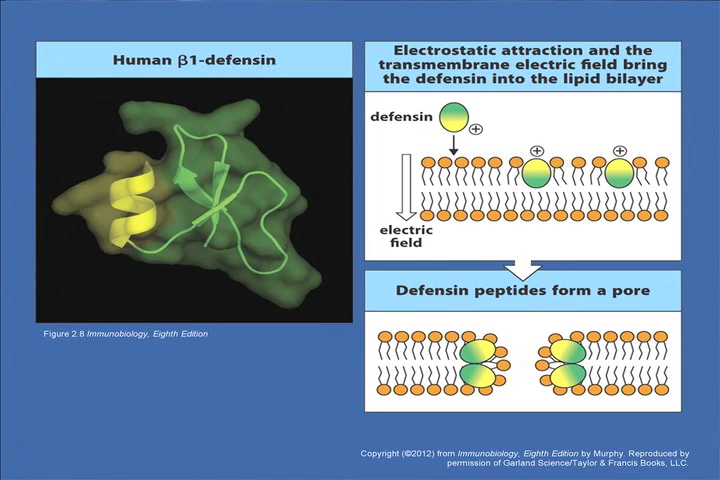 Human β1-defensin
Electrostatic attraction and the
transmembrane electric field bring
the defensin into the lipid bilayer
defensin
+
+
+
electric
field
Defensin peptides form a pore
Figure 2.8 Immunobiology, Eighth Edition
Copyright (©2012) from Immunobiology, Eighth Edition by Murphy. Reproduced by
permission of Garland Science/Taylor & Francis Books, LLC.